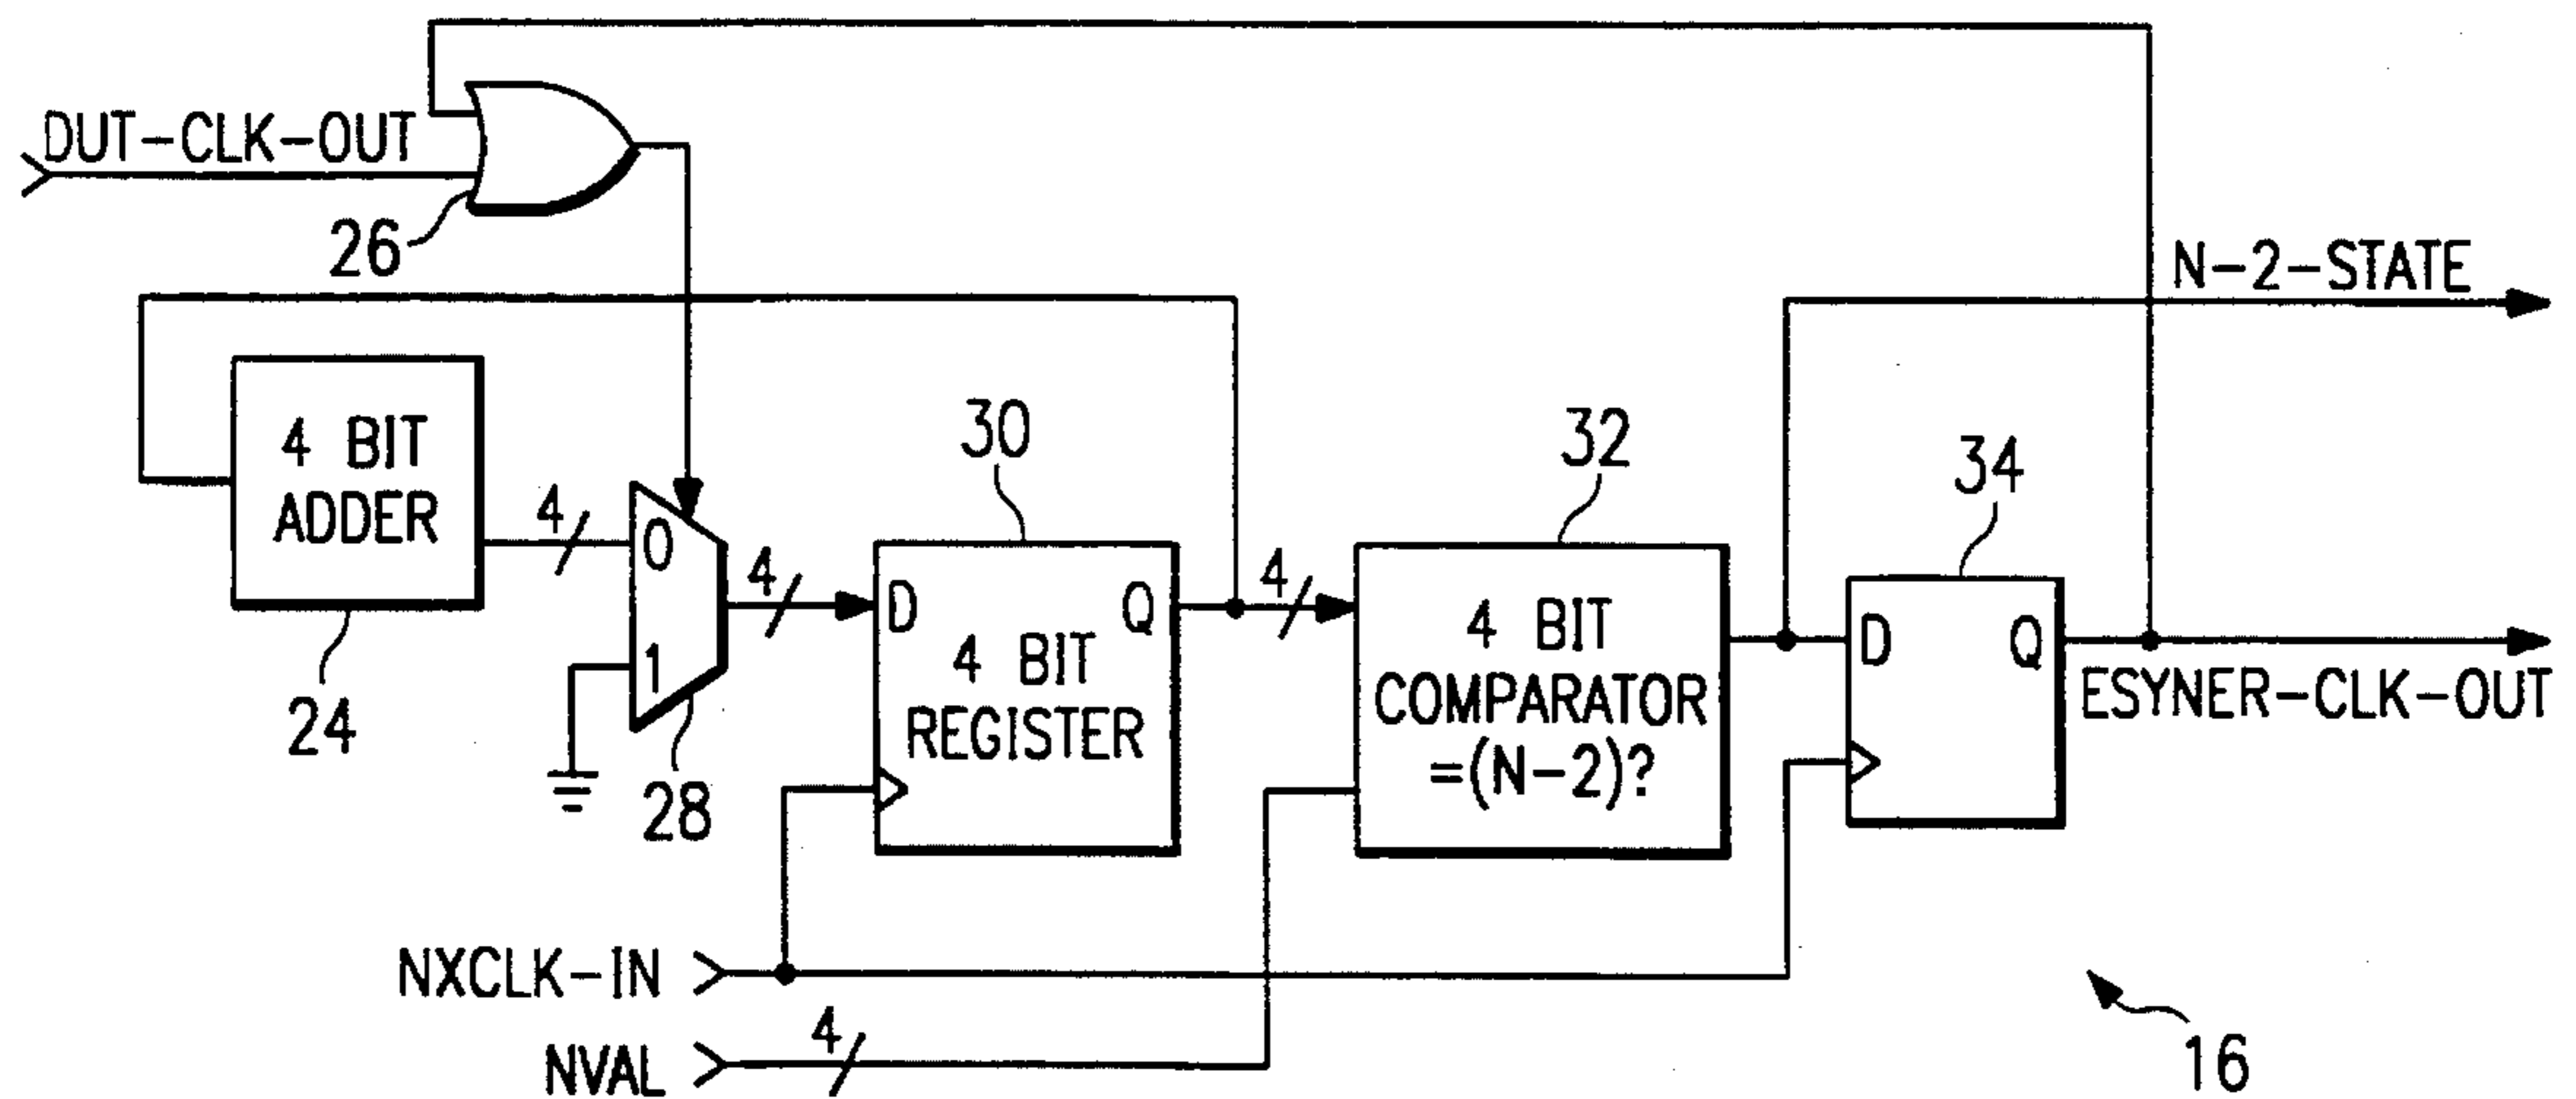 DUT-CLK-OUT
26
N-2-STATE
4 BIT
ADDER
24
4
0
1
28
4
30
D
Q
4 BIT
REGISTER
4
32
4 BIT
COMPARATOR
=(N-2)?
34
D
Q
ESYNER-CLK-OUT
NXCLK-IN
NVAL
4
16